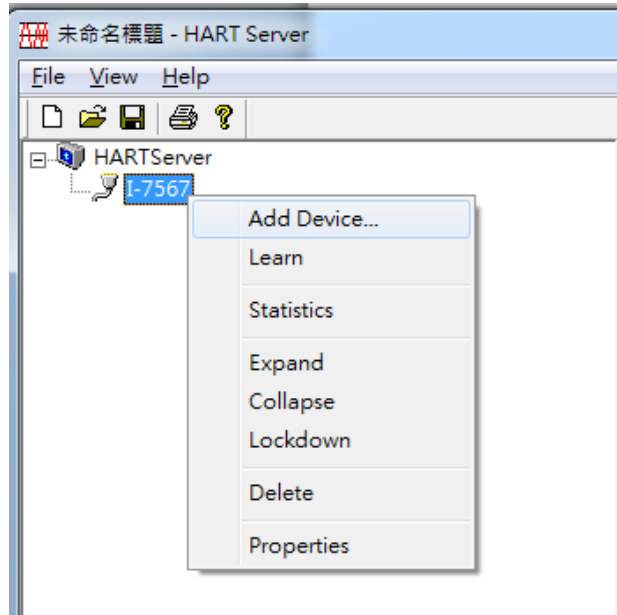 未命名標題 - HART Server
File View Help
HARTServer
I-7567
Add Device...
Learn
Statistics
Expand
Collapse
Lockdown
Delete
Properties